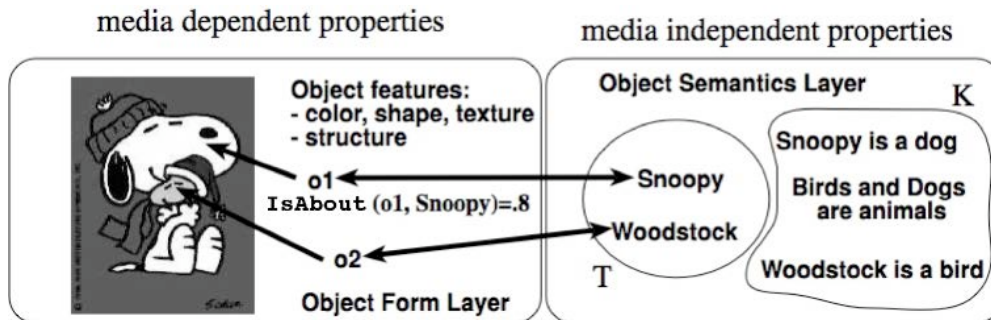 media dependent properties
media independent properties
Object features:
- color, shape, texture
- structure
o1
IsAbout (o1, Snoopy)=.8
o2
Object Form Layer
Object Semantics Layer
K
Snoopy
Woodstock
T
Snoopy is a dog
Birds and Dogs
are animals
Woodstock is a bird